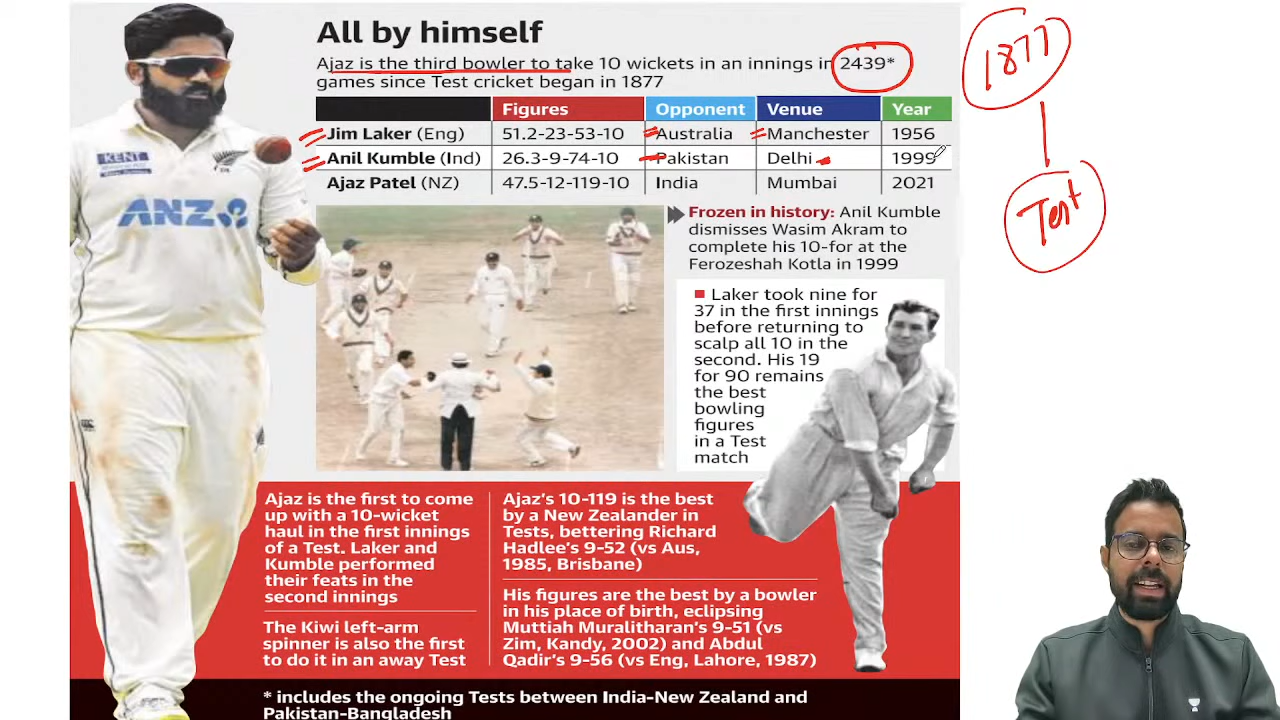 All by himself
Ajaz is the third bowler to take 10 wickets in an innings in 2439*
games since Test cricket began in 1877
Figures Opponent Venue Year
Jim Laker (Eng) 51.2-23-53-10 Australia Manchester 1956
Anil Kumble (Ind) 26.3-9-74-10 Pakistan Delhi 1999
Ajaz Patel (NZ) 47.5-12-119-10 India Mumbai 2021
1877
Test
KENT
ANZ
Frozen in history: Anil Kumble
dismisses Wasim Akram to
complete his 10-for at the
Ferozeshah Kotla in 1999
Laker took nine for
37 in the first innings
before returning to
scalp all 10 in the
second. His 19
for 90 remains
the best
bowling
figures
in a Test
match
Ajaz is the first to come
up with a 10-wicket
haul in the first innings
of a Test. Laker and
Kumble performed
their feats in the
second innings
The Kiwi left-arm
spinner is also the first
to do it in an away Test
Ajaz's 10-119 is the best
by a New Zealander in
Tests, bettering Richard
Hadlee's 9-52 (vs Aus,
1985, Brisbane)
His figures are the best by a bowler
in his place of birth, eclipsing
Muttiah Muralitharan's 9-51 (vs
Zim, Kandy, 2002) and Abdul
Qadir's 9-56 (vs Eng, Lahore, 1987)
* includes the ongoing Tests between India-New Zealand and
Pakistan-Bangladesh